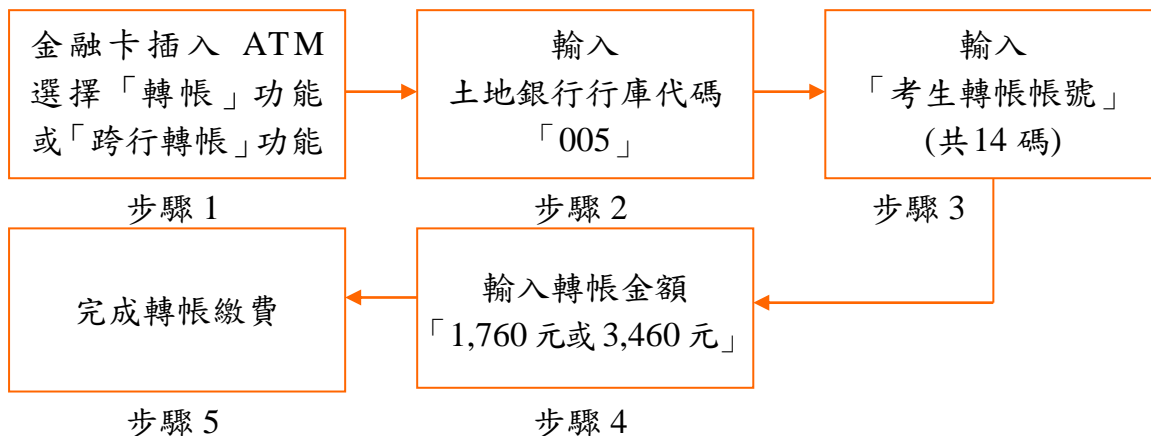 金融卡插入 ATM
選擇「轉帳」功能
或「跨行轉帳」功能
步驟 1
輸入
土地銀行行庫代碼
「005」
步驟 2
輸入
「考生轉帳帳號」
(共14 碼)
步驟 3
輸入轉帳金額
「1,760 元或 3,460 元」
步驟 4
完成轉帳繳費
步驟 5